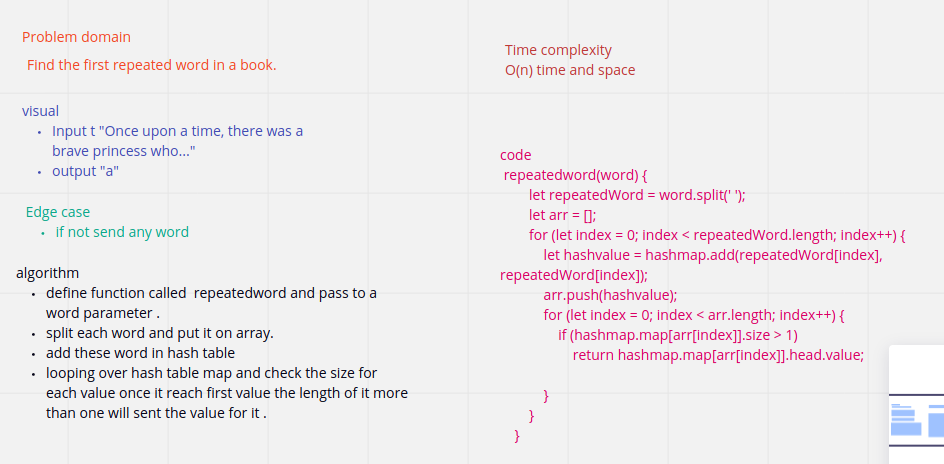 Problem domain
Find the first repeated word in a book.
visual
• Input t "Once upon a time, there was a
brave princess who..."
• output "a"
Edge case
• if not send any word
algorithm
• define function called  repeatedword and pass to a
word parameter .
• split each word and put it on array.
• add these word in hash table
• looping over hash table map and check the size for
each value once it reach first value the length of it more
than one will sent the value for it .
Time complexity
O(n) time and space
code
repeatedword(word) {
let repeatedWord = word.split(' ');
let arr = [];
for (let index = 0; index < repeatedWord.length; index++) {
let hashvalue = hashmap.add(repeatedWord[index],
repeatedWord[index]);
arr.push(hashvalue);
for (let index = 0; index < arr.length; index++) {
if (hashmap.map[arr[index]].size > 1)
return hashmap.map[arr[index]].head.value;
}
}
}